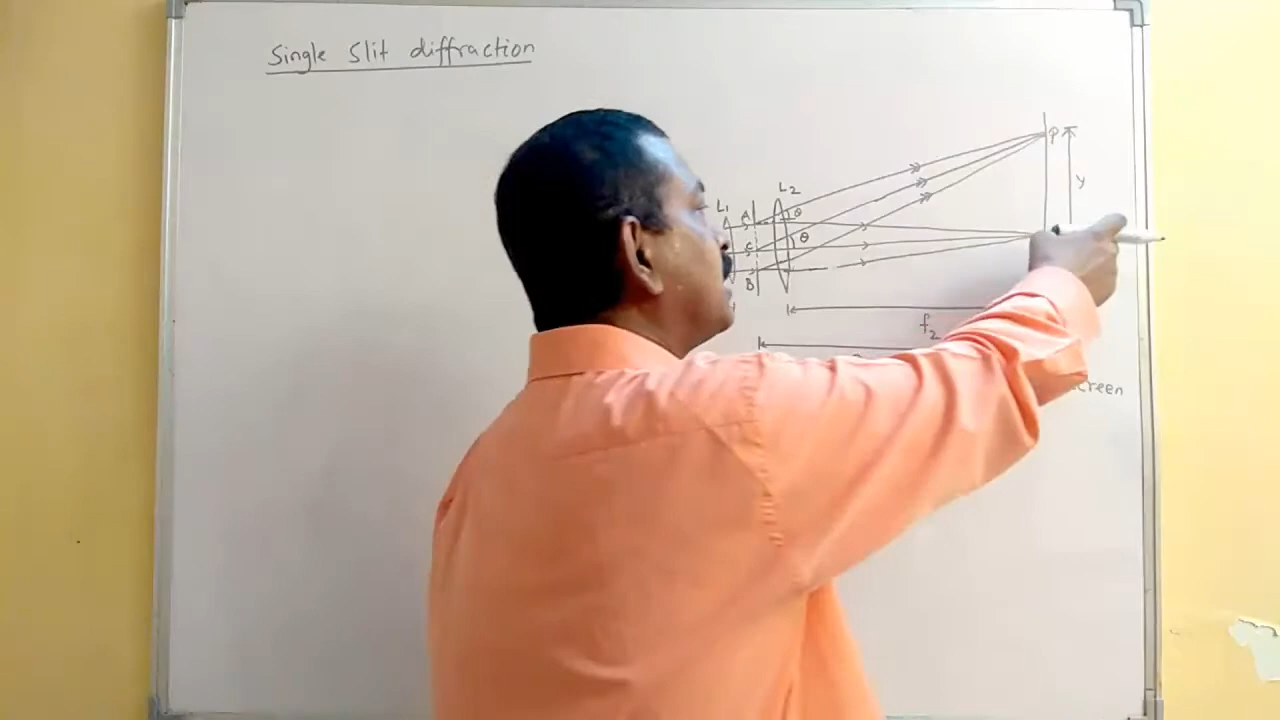 Single Slit diffraction
P
y
L2
L1
A
θ
C
θ
B
f2
creen